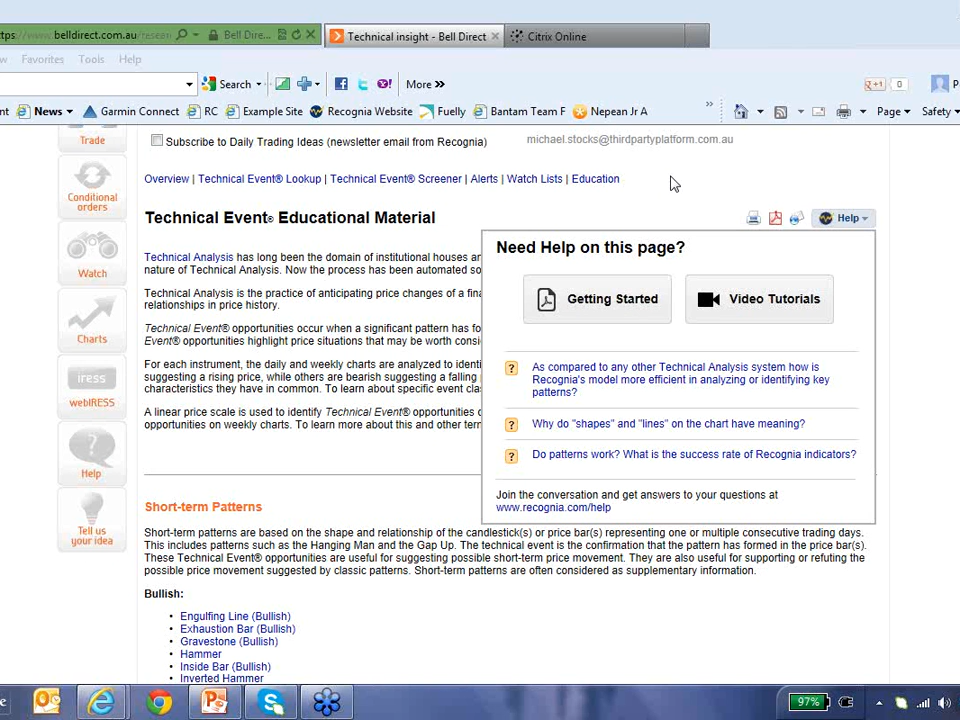 ttps://www.belldirect.com.au/resea
Bell Dire...
Technical insight - Bell Direct
Citrix Online
Favorites Tools Help
Search
More »
+1 0
News Garmin Connect RC Example Site Recognia Website Fuelly Bantam Team F Nepean Jr A
Page Safety
Trade
Subscribe to Daily Trading Ideas (newsletter email from Recognia)
michael.stocks@thirdpartyplatform.com.au
Overview | Technical Event® Lookup | Technical Event® Screener | Alerts | Watch Lists | Education
Conditional
orders
Technical Event® Educational Material
Help
Need Help on this page?
Getting Started
Video Tutorials
As compared to any other Technical Analysis system how is
Recognia's model more efficient in analyzing or identifying key
patterns?
Why do "shapes" and "lines" on the chart have meaning?
Do patterns work? What is the success rate of Recognia indicators?
Join the conversation and get answers to your questions at
www.recognia.com/help
Technical Analysis has long been the domain of institutional houses
nature of Technical Analysis. Now the process has been automated so
Technical Analysis is the practice of anticipating price changes of a
relationships in price history.
Technical Event® opportunities occur when a significant pattern has
Event® opportunities highlight price situations that may be worth
For each instrument, the daily and weekly charts are analyzed to
suggesting a rising price, while others are bearish suggesting a falling
characteristics they have in common. To learn about specific event
A linear price scale is used to identify Technical Event® opportunities
opportunities on weekly charts. To learn more about this and other
Watch
Charts
iress
webIRESS
Help
Tell us
your idea
Short-term Patterns
Short-term patterns are based on the shape and relationship of the candlestick(s) or price bar(s) representing one or multiple consecutive trading days.
This includes patterns such as the Hanging Man and the Gap Up. The technical event is the confirmation that the pattern has formed in the price bar(s).
These Technical Event® opportunities are useful for suggesting possible short-term price movement. They are also useful for supporting or refuting the
possible price movement suggested by classic patterns. Short-term patterns are often considered as supplementary information.
Bullish:
• Engulfing Line (Bullish)
• Exhaustion Bar (Bullish)
• Gravestone (Bullish)
• Hammer
• Inside Bar (Bullish)
• Inverted Hammer
97%